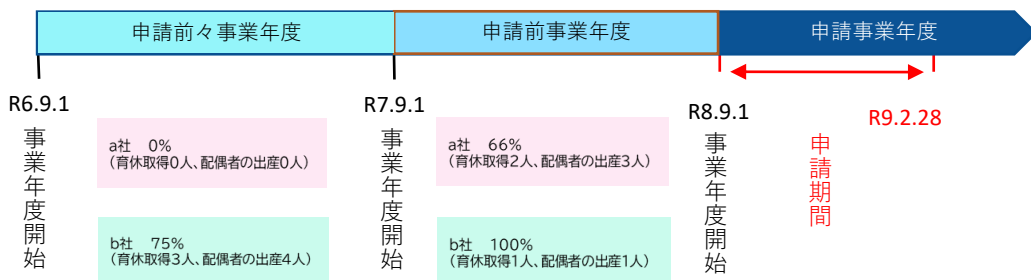 申請前々事業年度
申請前事業年度
申請事業年度
R6.9.1
事業年度開始
R7.9.1
事業年度開始
R8.9.1
事業年度開始
R9.2.28
申請期間
a社 0%
(育休取得0人、配偶者の出産0人)
a社 66%
(育休取得2人、配偶者の出産3人)
b社 75%
(育休取得3人、配偶者の出産4人)
b社 100%
(育休取得1人、配偶者の出産1人)